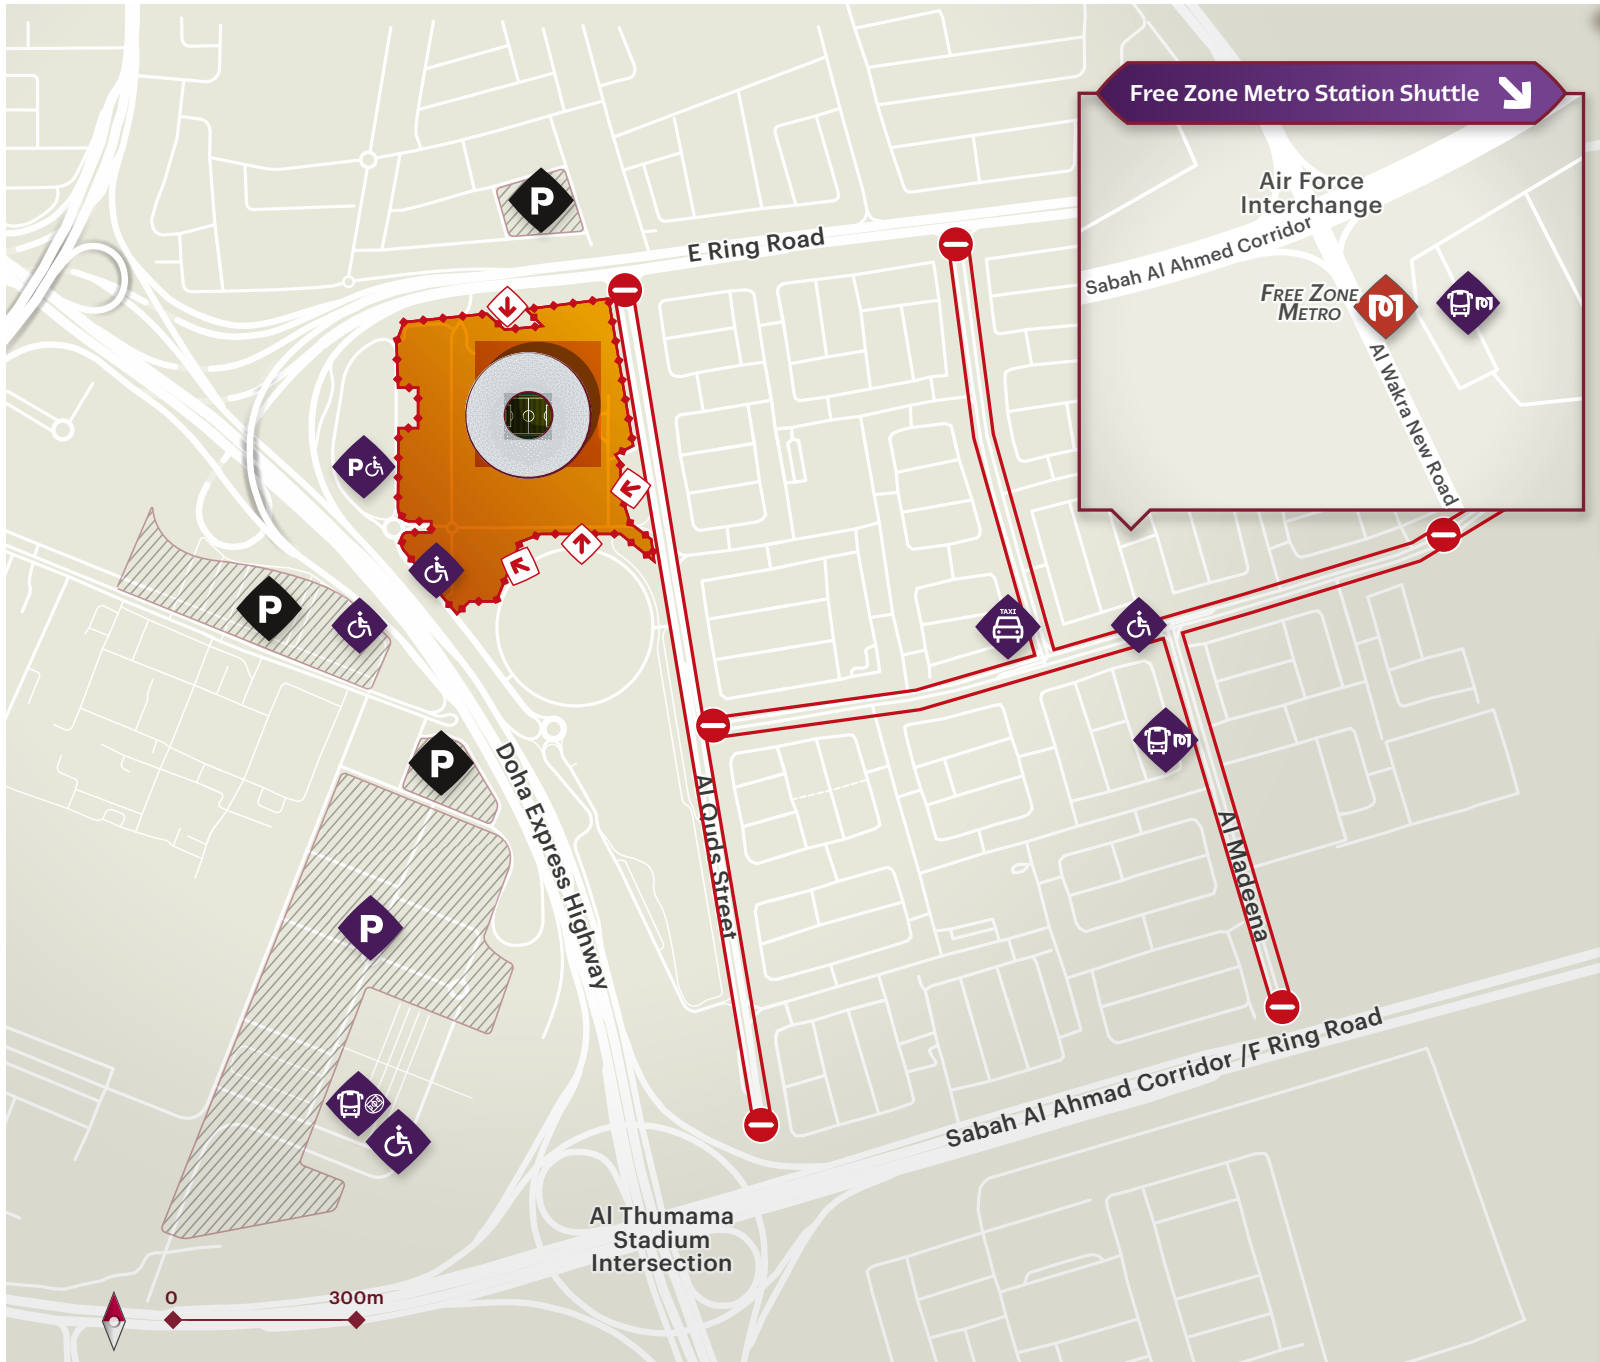 Free Zone Metro Station Shuttle
Air Force
Interchange
Sabah Al Ahmed Corridor
FREE ZONE
METRO
Al Wakra New Road
P
E Ring Road
P
P
TAXI
P
Doha Express Highway
Al Quds Street
Al Madeena
P
Sabah Al Ahmad Corridor /F Ring Road
Al Thumama
Stadium
Intersection
0 300m